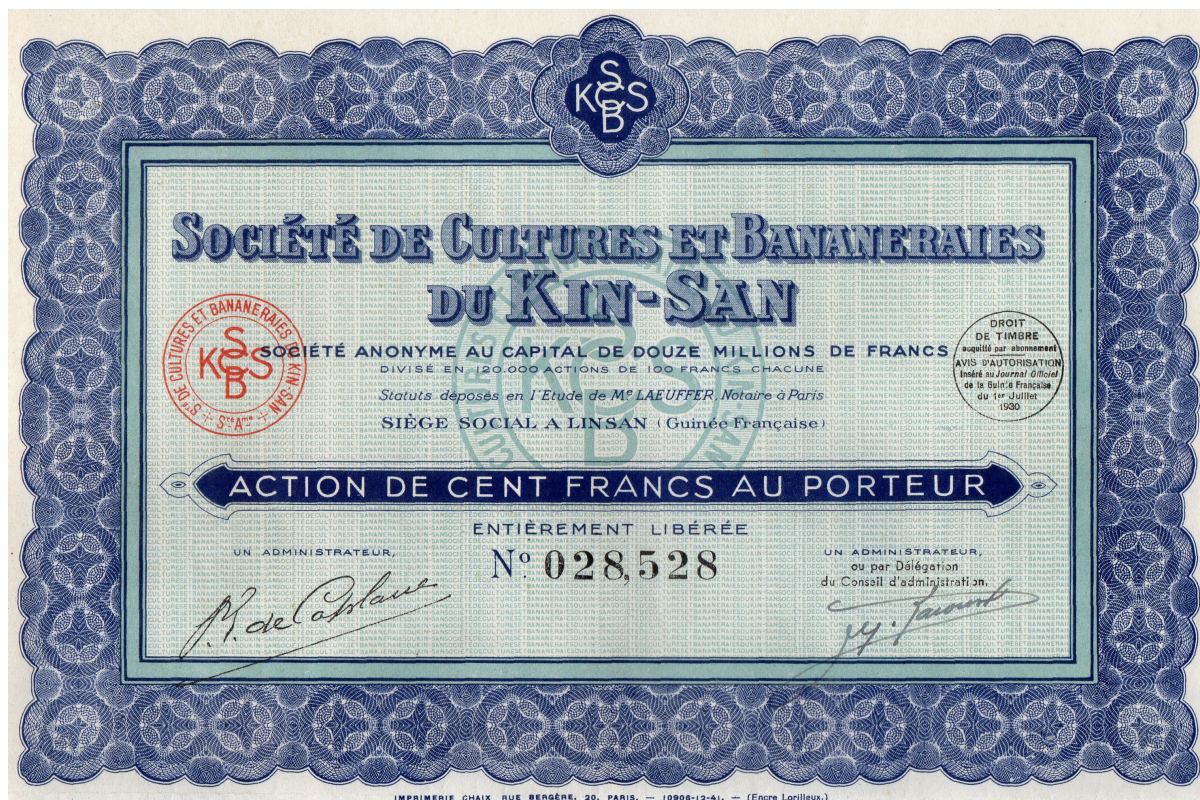 S
KCS
B
SOCIÉTÉ DE CULTURES ET BANANERAIES
DU KIN-SAN
STÉ DE CULTURES ET BANANERAIES DU KIN-SAN
S
KCS
B
STÉ AME
SOCIÉTÉ ANONYME AU CAPITAL DE DOUZE MILLIONS DE FRANCS
DIVISÉ EN 120.000 ACTIONS DE 100 FRANCS CHACUNE
Statuts déposés en l'Etude de Me LAEUFFER, Notaire à Paris
SIÈGE SOCIAL A LINSAN (Guinée Française)
DROIT
DE TIMBRE
acquitté par abonnement
AVIS D'AUTORISATION
Inséré au Journal Officiel
de la Guinée Française
du 1er Juillet
1930
ACTION DE CENT FRANCS AU PORTEUR
ENTIÈREMENT LIBÉRÉE
No 028,528
UN ADMINISTRATEUR,
UN ADMINISTRATEUR,
ou par Délégation
du Conseil d'administration,
IMPRIMERIE CHAIX, RUE BERGÈRE, 20, PARIS. — 10906-12-41. — (Encre Lorilleux.)